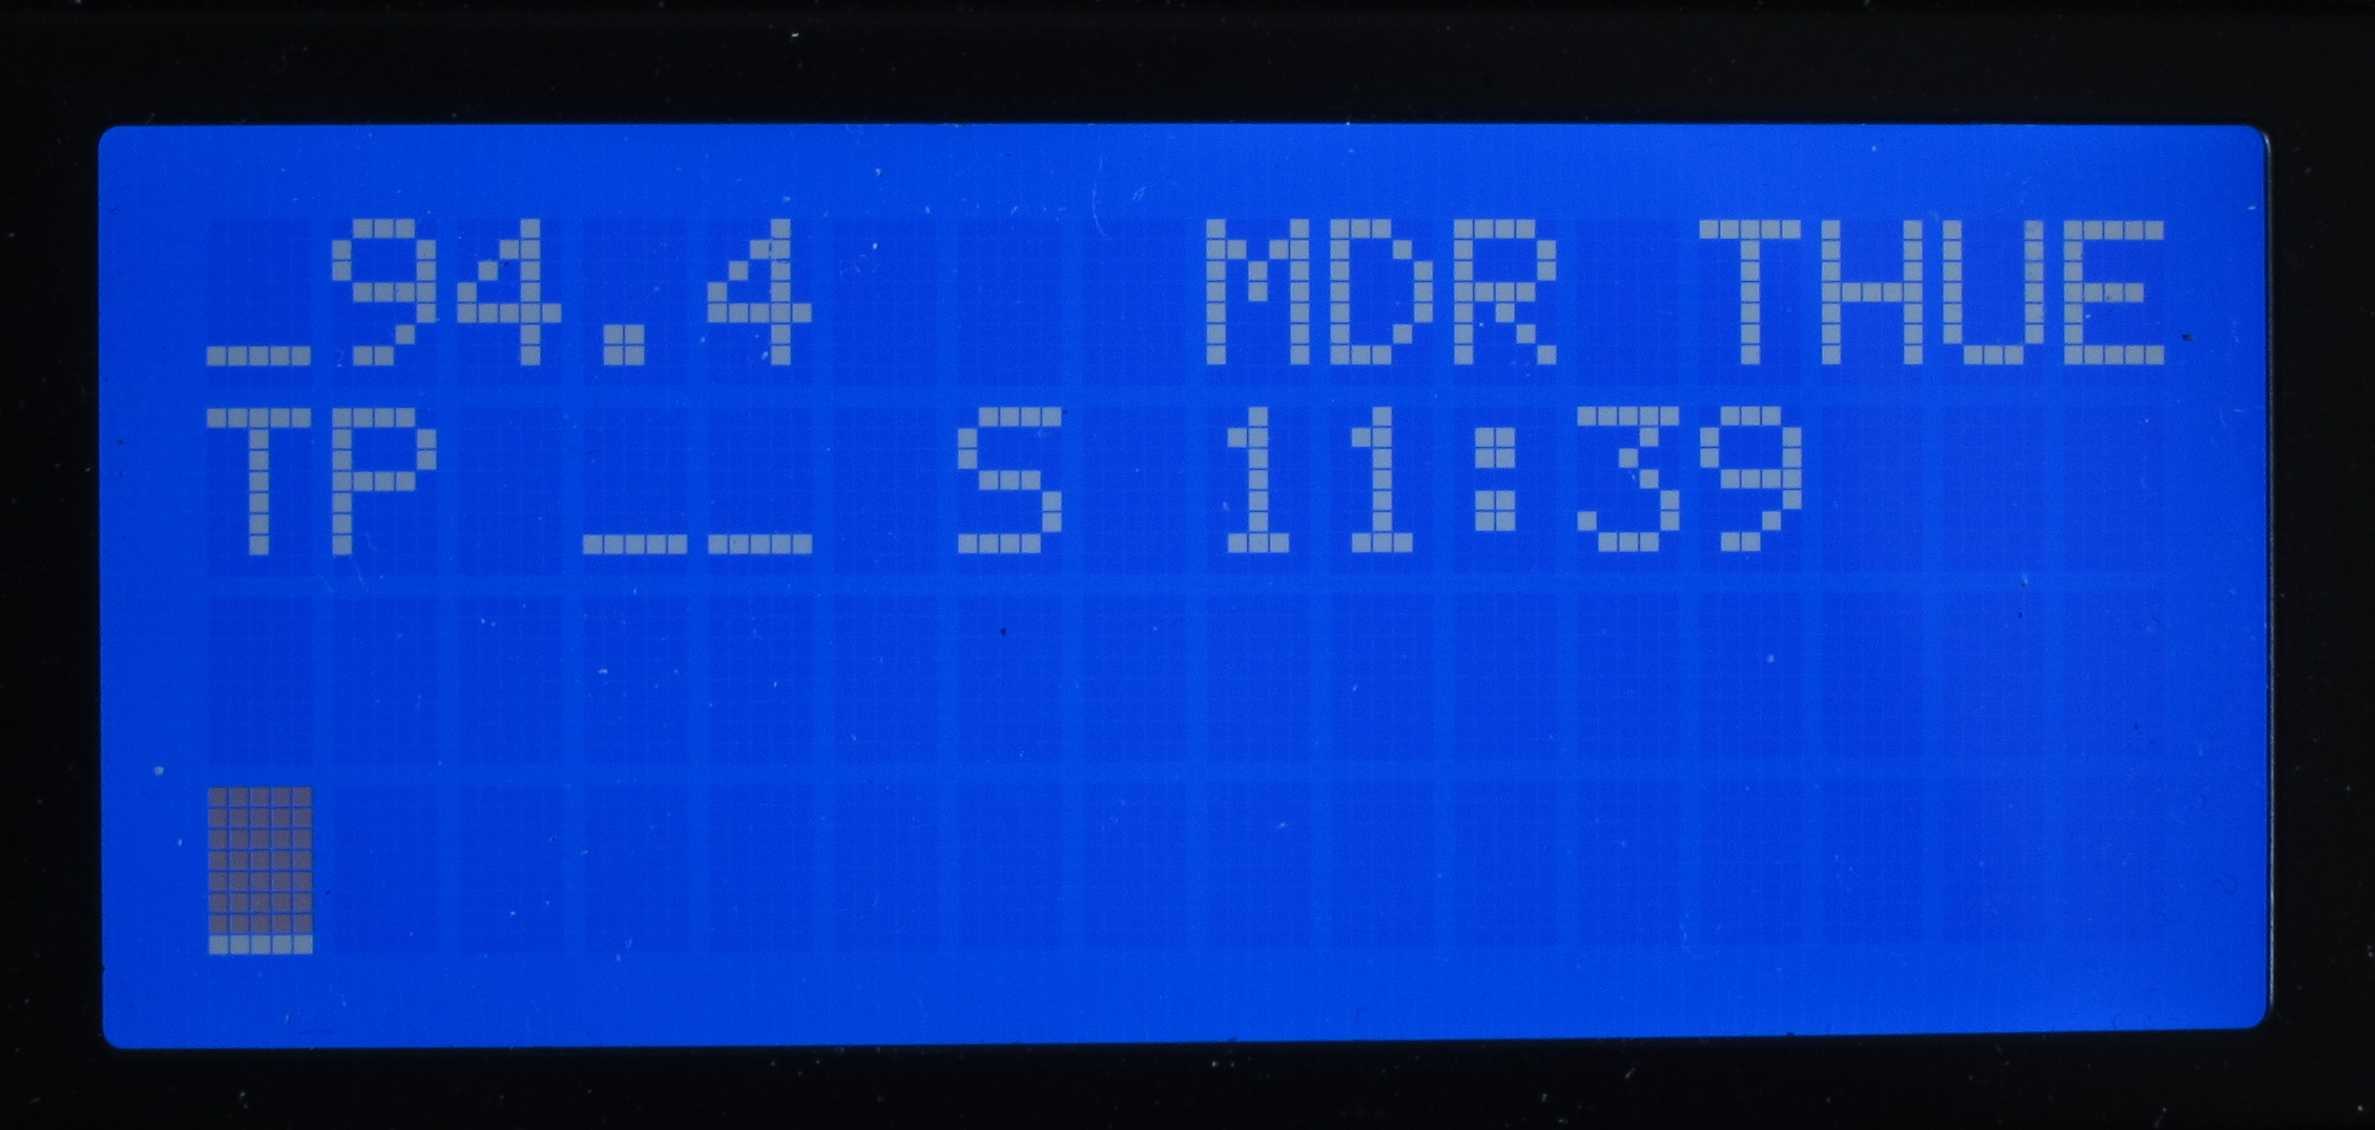 _94.4   MDR THUE
TP __ S 11:39